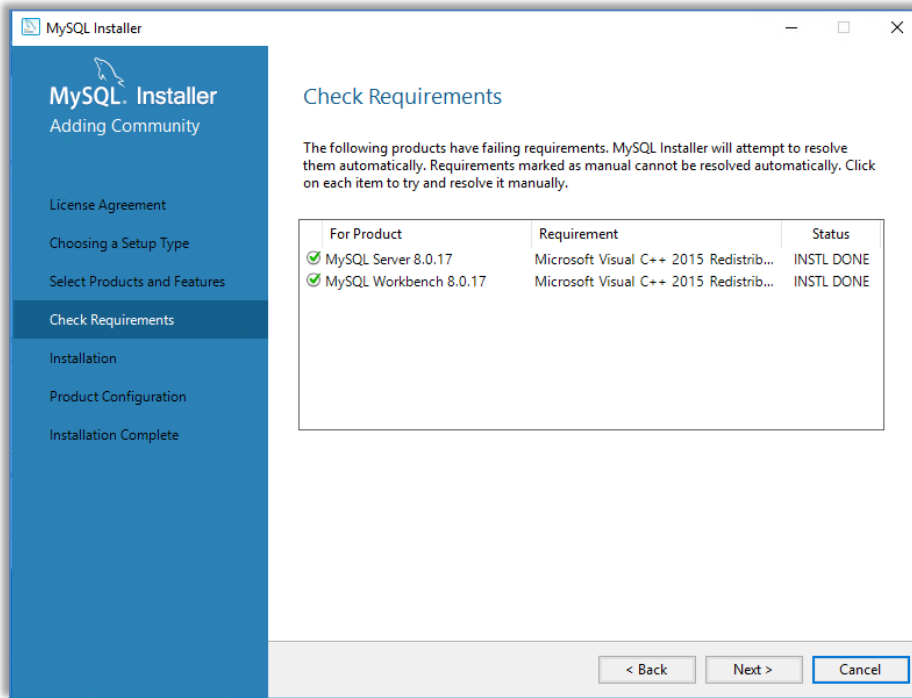 MySQL Installer
MySQL. Installer
Adding Community
License Agreement
Choosing a Setup Type
Select Products and Features
Check Requirements
Installation
Product Configuration
Installation Complete
Check Requirements
The following products have failing requirements. MySQL Installer will attempt to resolve
them automatically. Requirements marked as manual cannot be resolved automatically. Click
on each item to try and resolve it manually.
For Product Requirement Status
MySQL Server 8.0.17 Microsoft Visual C++ 2015 Redistrib... INSTL DONE
MySQL Workbench 8.0.17 Microsoft Visual C++ 2015 Redistrib... INSTL DONE
< Back Next > Cancel